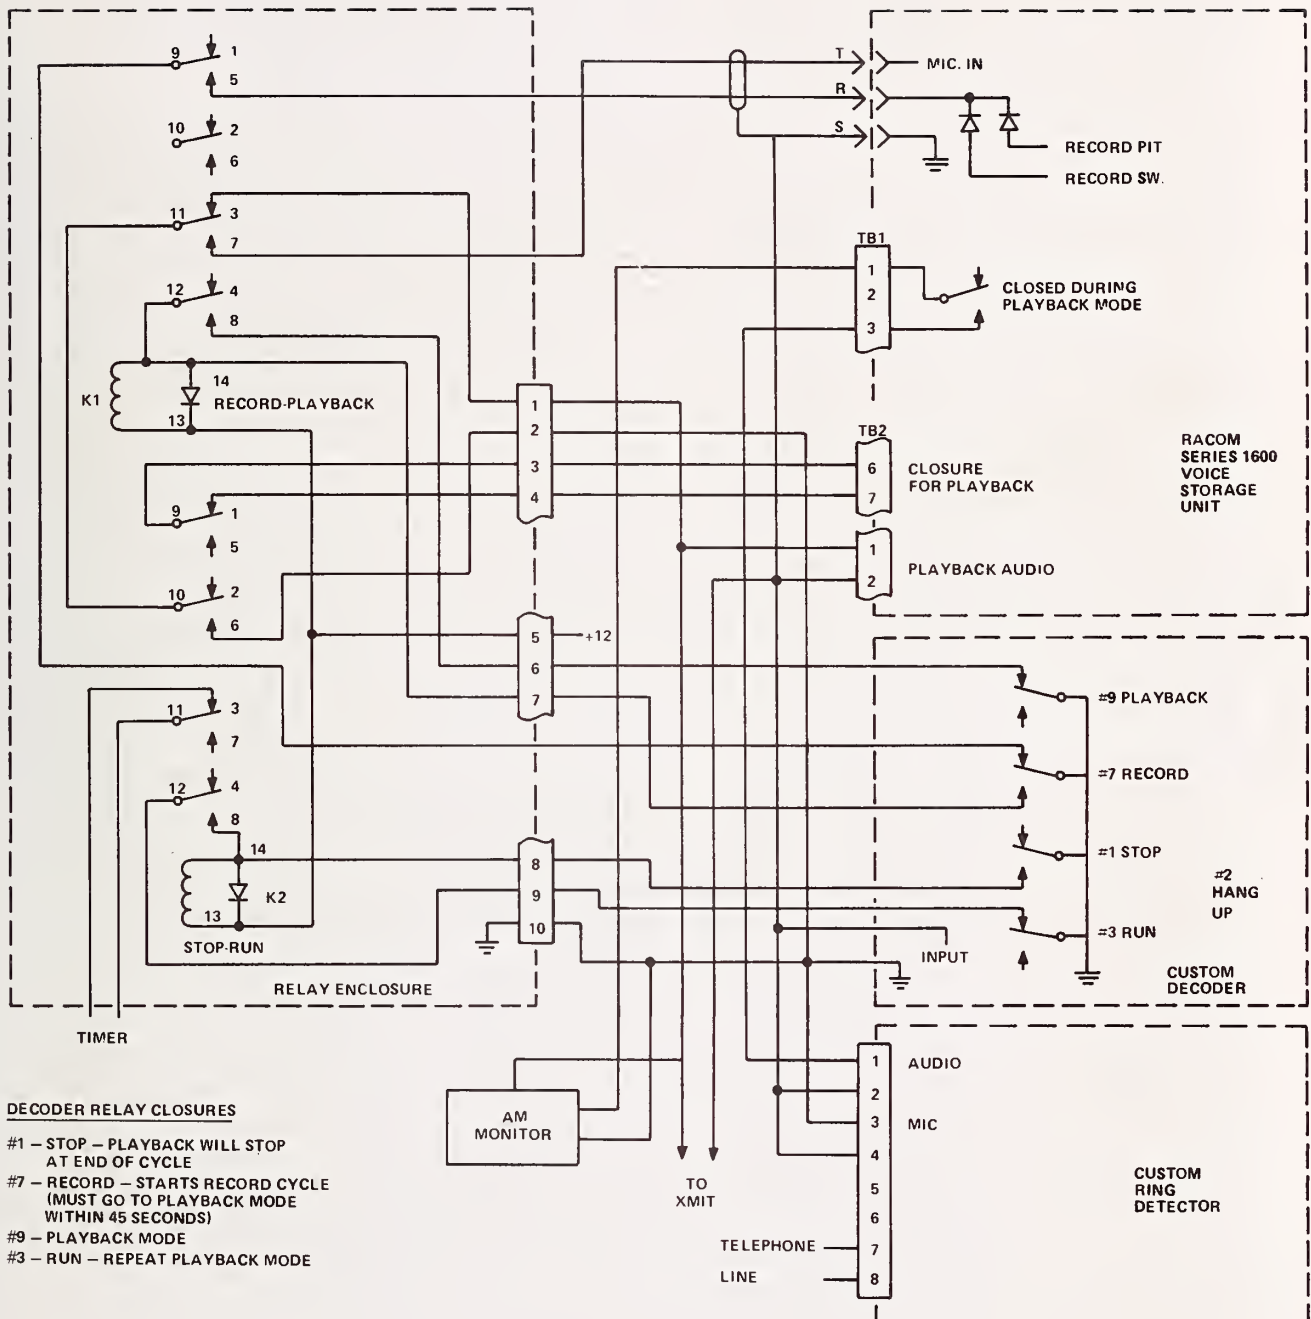 9
1
5
10
2
6
11
3
7
12
4
8
K1
14
RECORD-PLAYBACK
13
9
1
5
10
2
6
11
3
7
12
4
8
14
K2
13
STOP-RUN
RELAY ENCLOSURE
TIMER
1
2
3
4
5
+12
6
7
8
9
10
T
MIC. IN
R
S
RECORD PIT
RECORD SW.
TB1
1
2
3
CLOSED DURING
PLAYBACK MODE
TB2
6
7
CLOSURE
FOR PLAYBACK
1
2
PLAYBACK AUDIO
RACOM
SERIES 1600
VOICE
STORAGE
UNIT
#9 PLAYBACK
#7 RECORD
#1 STOP
#3 RUN
#2
HANG
UP
INPUT
CUSTOM
DECODER
AM
MONITOR
TO
XMIT
1
AUDIO
2
3
MIC
4
5
6
TELEPHONE
7
LINE
8
CUSTOM
RING
DETECTOR
DECODER RELAY CLOSURES
#1 – STOP – PLAYBACK WILL STOP
AT END OF CYCLE
#7 – RECORD – STARTS RECORD CYCLE
(MUST GO TO PLAYBACK MODE
WITHIN 45 SECONDS)
#9 – PLAYBACK MODE
#3 – RUN – REPEAT PLAYBACK MODE